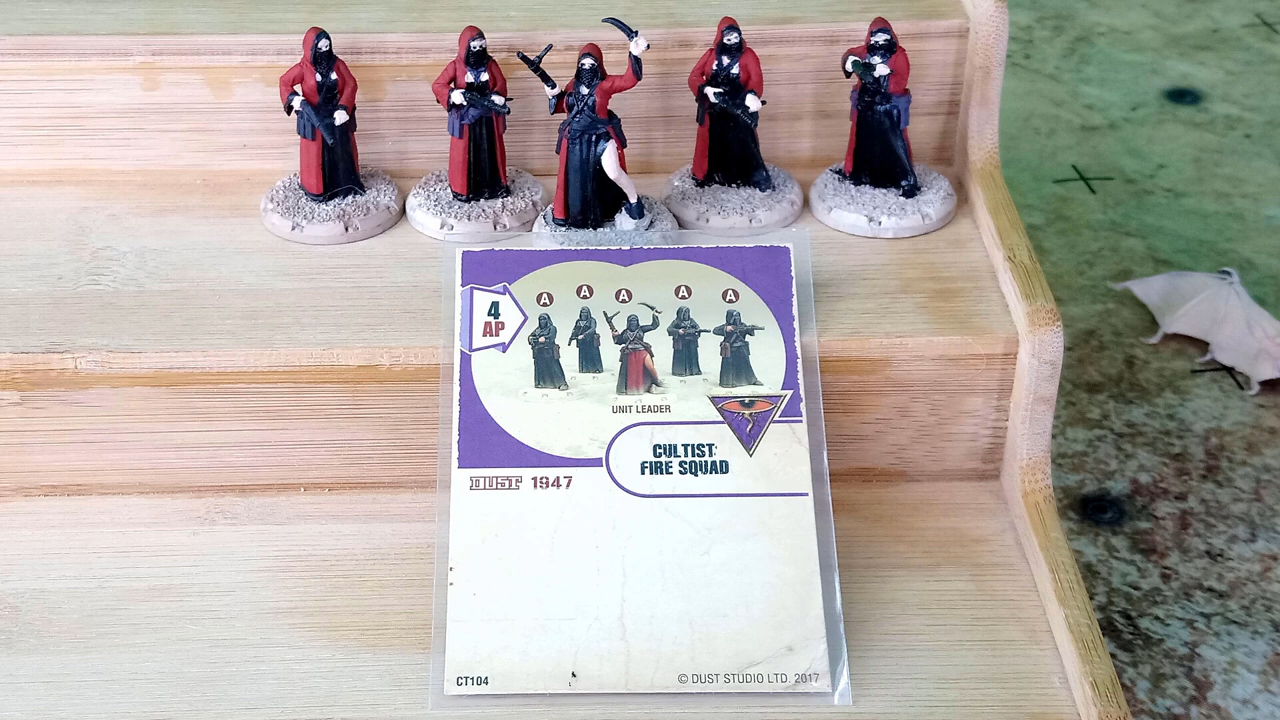 4
AP
A A A A A
UNIT LEADER
CULTIST
FIRE SQUAD
DUST 1947
CT104
© DUST STUDIO LTD. 2017